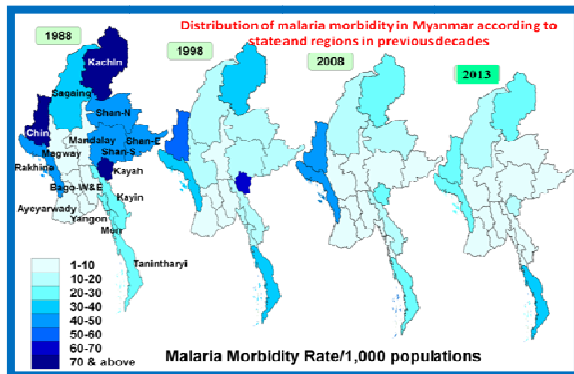 Distribution of malaria morbidity in Myanmar according to
state and regions in previous decades
1988
1998
2008
2013
Kachin
Sagaing
Shan-N
Chin
Mandalay
Shan-E
Magway
Shan-S
Rakhine
Kayah
Bago-W&E
Kayin
Ayeyarwady
Yangon
Mon
Tanintharyi
1-10
10-20
20-30
30-40
40-50
50-60
60-70
70 & above
Malaria Morbidity Rate/1,000 populations